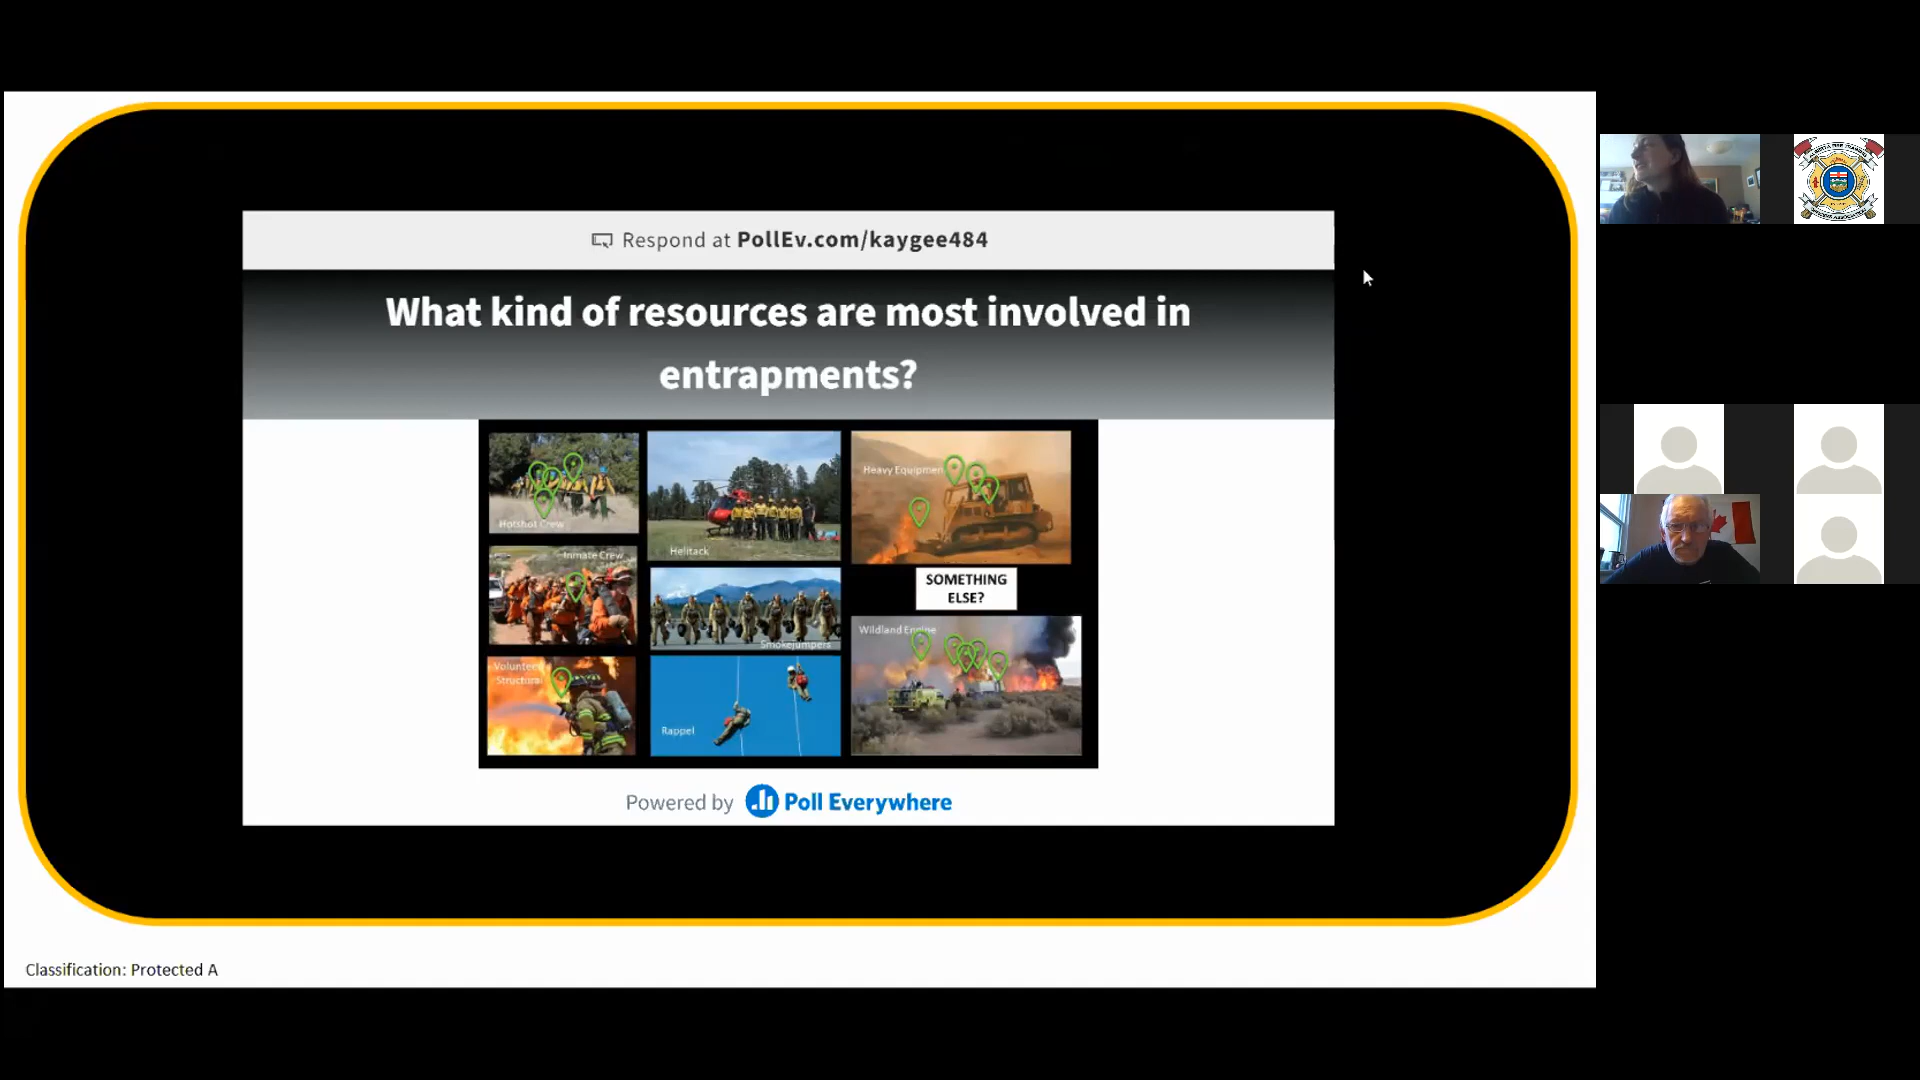 Respond at PollEv.com/kaygee484
What kind of resources are most involved in
entrapments?
Hotshot Crew
Helitack
Heavy Equipmen
Inmate Crew
SOMETHING
ELSE?
Smokejumpers
Wildland Engine
Volunteer
Structural
Rappel
Powered by Poll Everywhere
Classification: Protected A